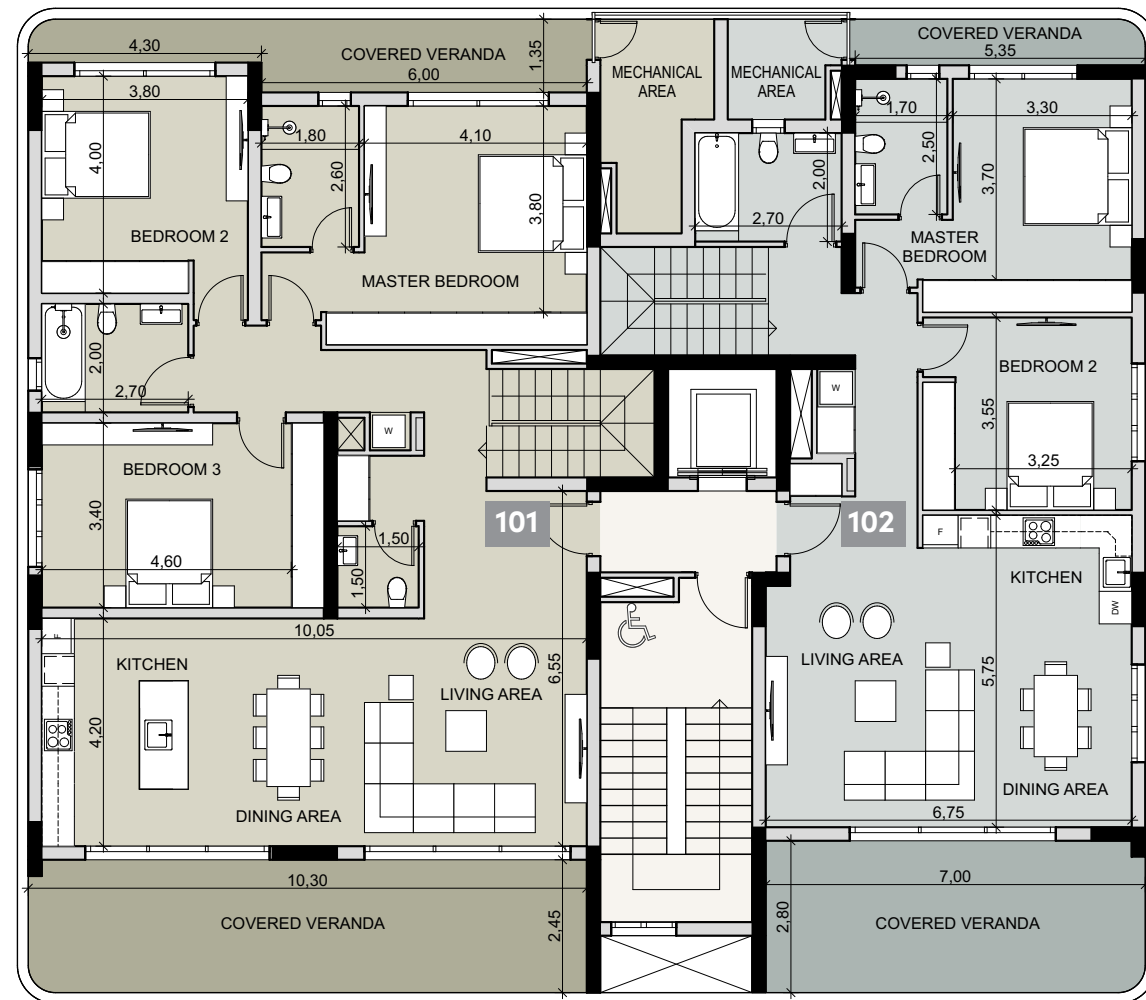 COVERED VERANDA
5,35
4,30
COVERED VERANDA
1,35
6,00
MECHANICAL
AREA
MECHANICAL
AREA
3,80
4,00
1,80
2,60
4,10
3,80
2,00
2,70
1,70
2,50
3,30
3,70
BEDROOM 2
MASTER BEDROOM
MASTER
BEDROOM
2,00
2,70
BEDROOM 2
3,55
3,25
W
W
BEDROOM 3
3,40
4,60
1,50
1,50
101
102
F
KITCHEN
DW
10,05
F
KITCHEN
6,55
LIVING AREA
LIVING AREA
5,75
4,20
DINING AREA
DINING AREA
6,75
10,30
7,00
COVERED VERANDA
2,45
2,80
COVERED VERANDA